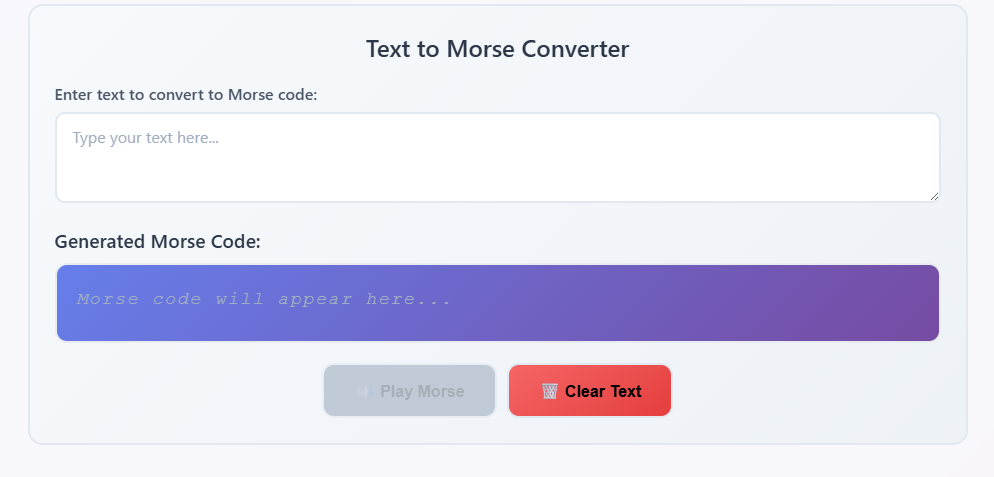 Text to Morse Converter
Enter text to convert to Morse code:
Type your text here...
Generated Morse Code:
Morse code will appear here...
Play Morse
Clear Text